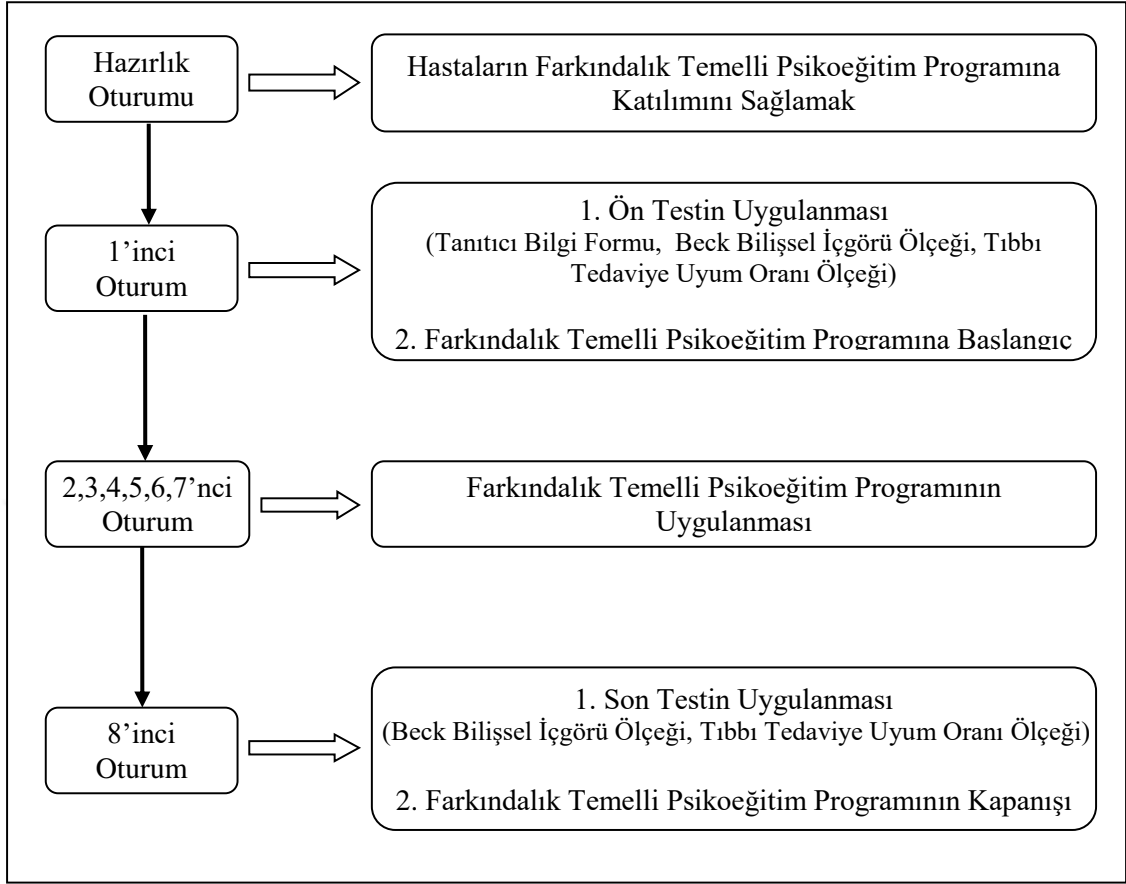 Hazırlık
Oturumu
Hastaların Farkındalık Temelli Psikoeğitim Programına
Katılımını Sağlamak
1’inci
Oturum
1. Ön Testin Uygulanması
(Tanıtıcı Bilgi Formu, Beck Bilişsel İçgörü Ölçeği, Tıbbı
Tedaviye Uyum Oranı Ölçeği)
2. Farkındalık Temelli Psikoeğitim Programına Başlangıç
2,3,4,5,6,7’nci
Oturum
Farkındalık Temelli Psikoeğitim Programının
Uygulanması
8’inci
Oturum
1. Son Testin Uygulanması
(Beck Bilişsel İçgörü Ölçeği, Tıbbı Tedaviye Uyum Oranı Ölçeği)
2. Farkındalık Temelli Psikoeğitim Programının Kapanışı